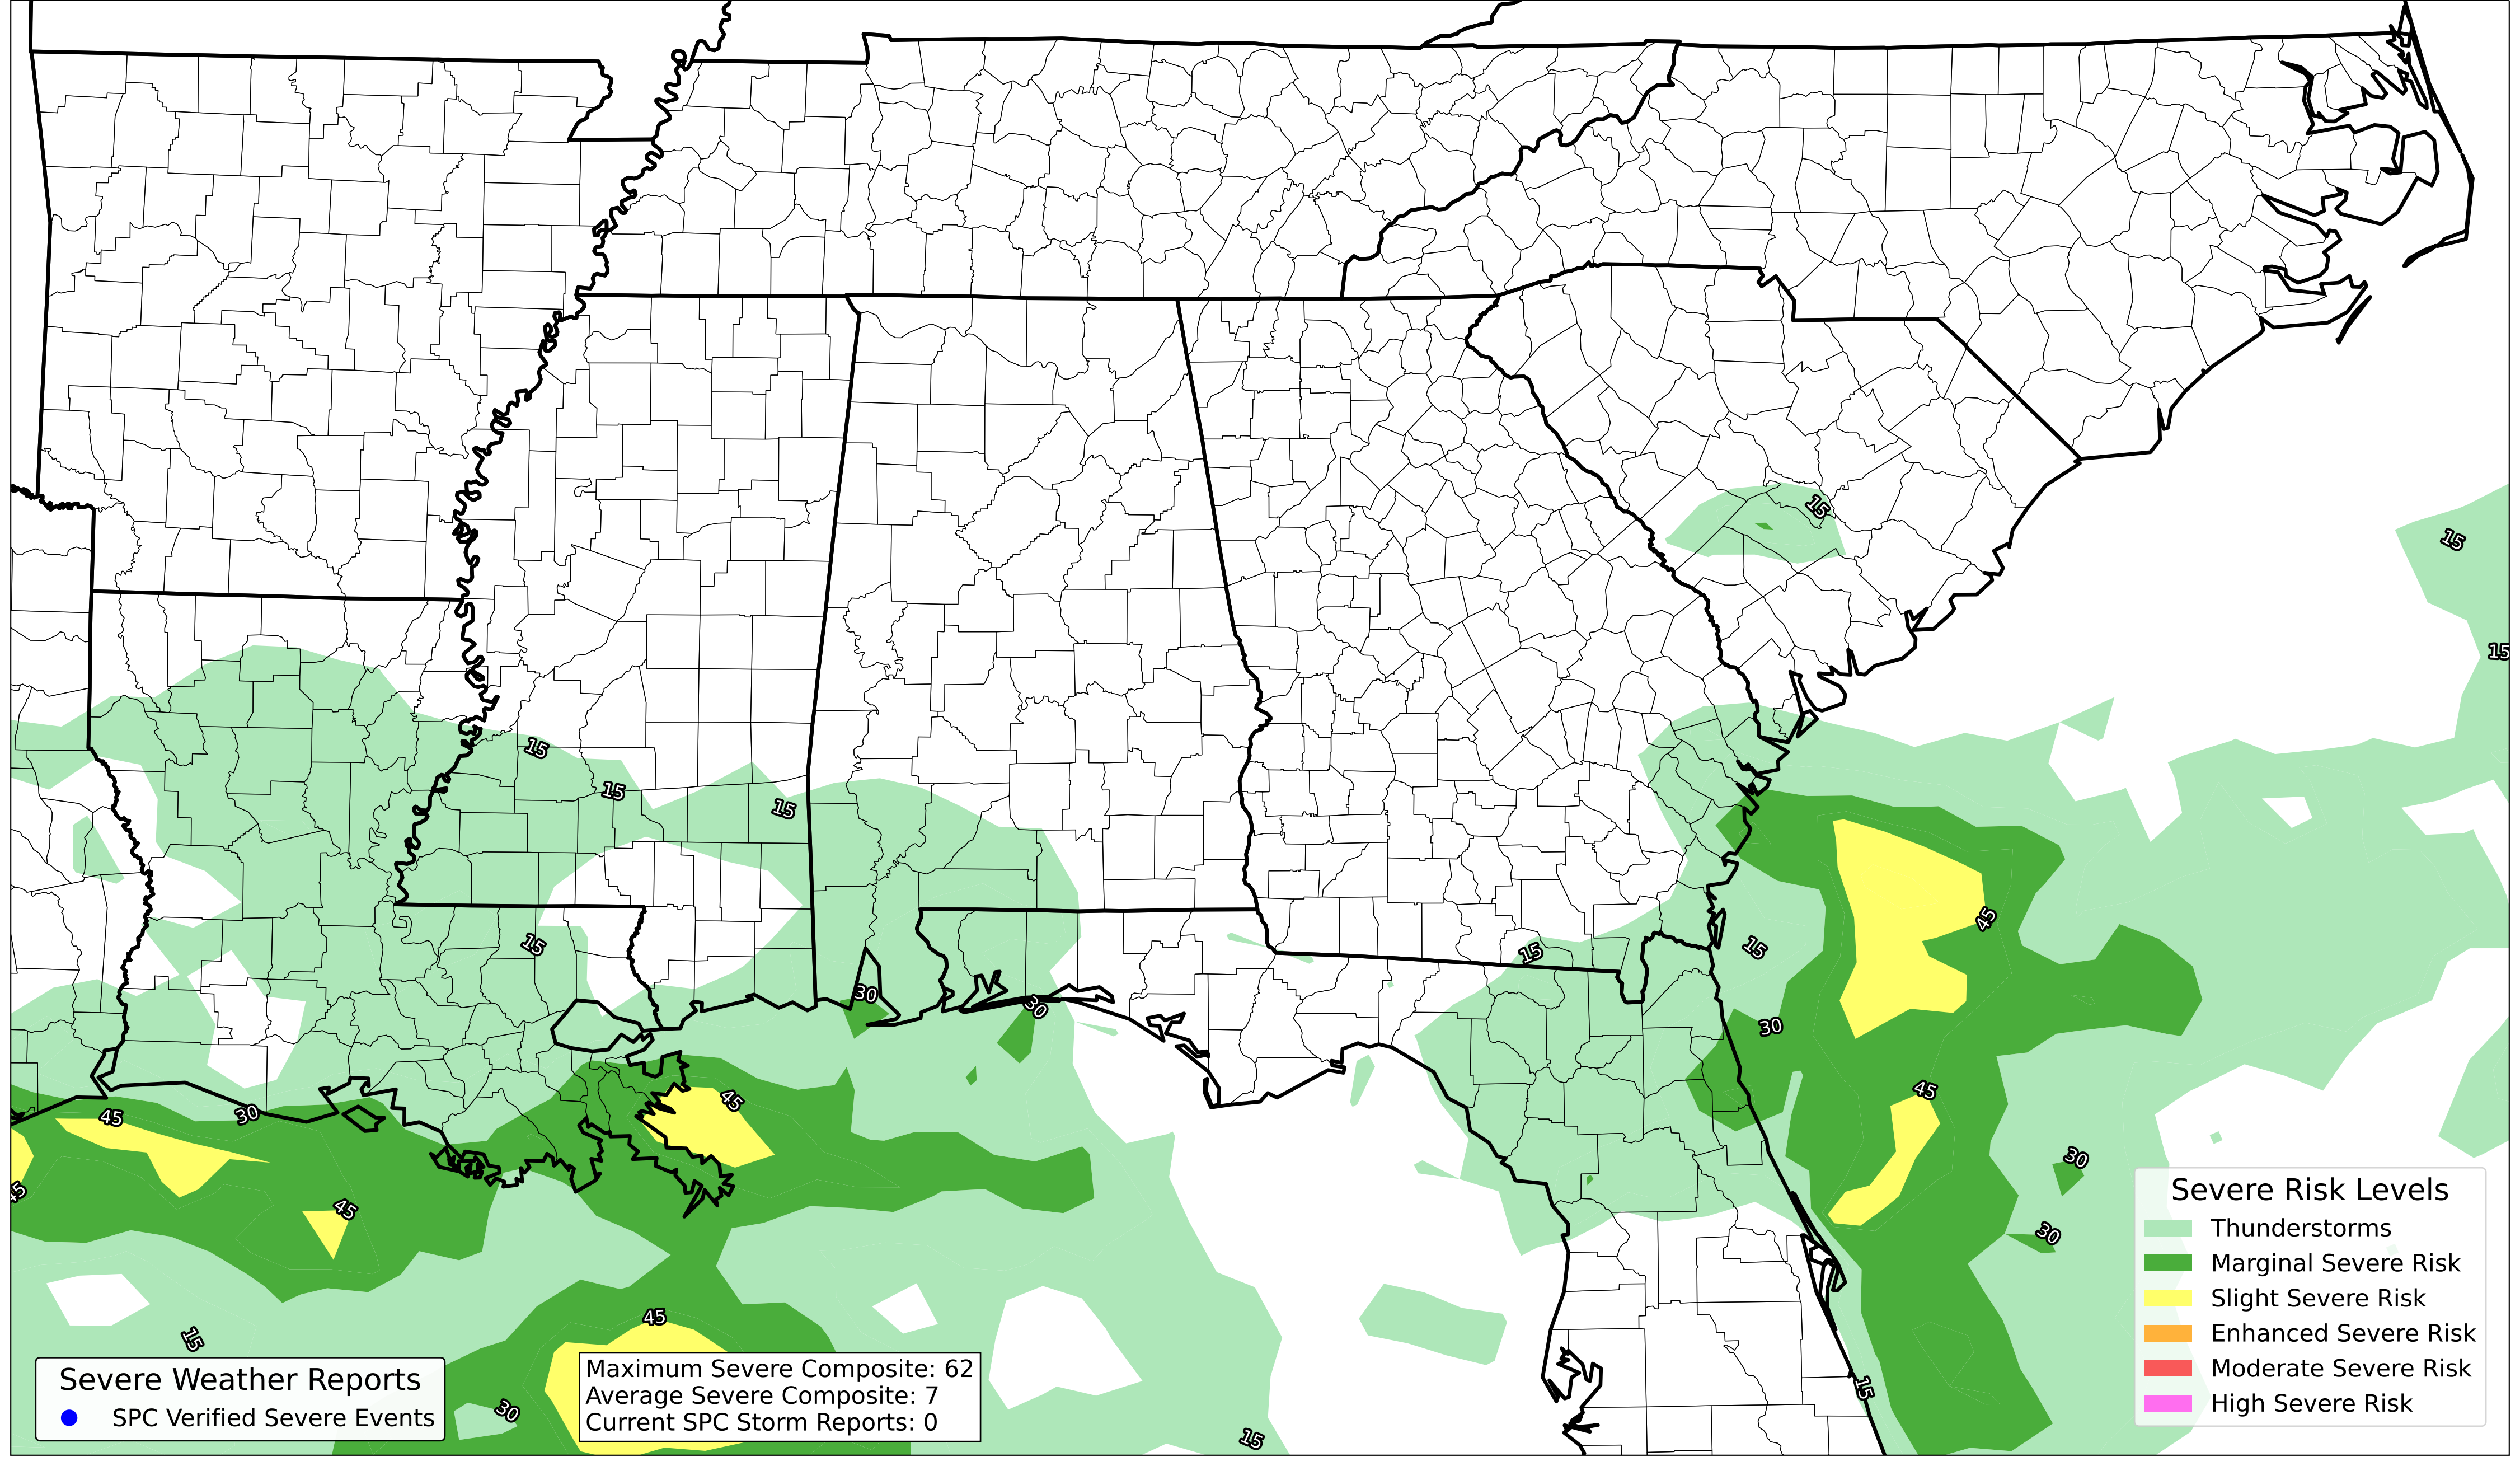 15
15
15
15
15
15
15
15
15
30
30
45
30
45
45
30
45
30
45
45
30
45
15
15
30
15
Severe Weather Reports
SPC Verified Severe Events
Maximum Severe Composite: 62
Average Severe Composite: 7
Current SPC Storm Reports: 0
Severe Risk Levels
Thunderstorms
Marginal Severe Risk
Slight Severe Risk
Enhanced Severe Risk
Moderate Severe Risk
High Severe Risk